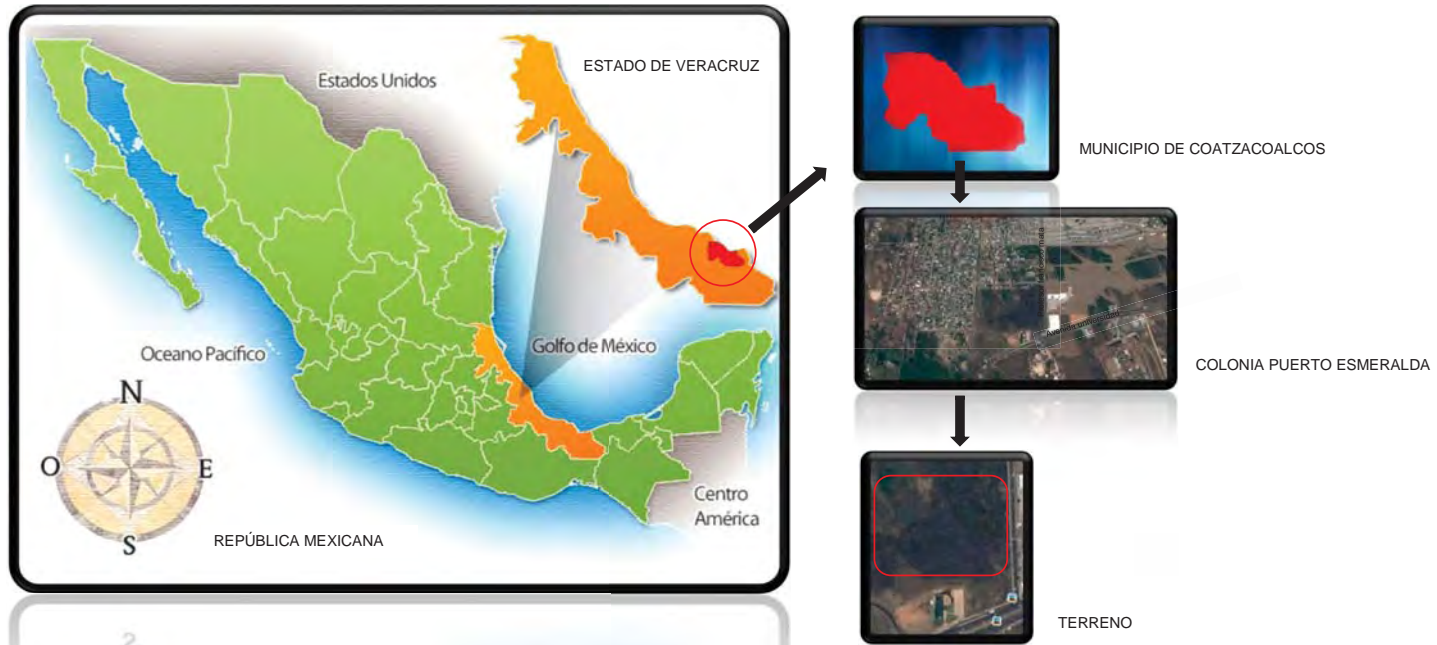 Estados Unidos
ESTADO DE VERACRUZ
Golfo de México
Oceano Pacífico
N
O
E
S
Centro
América
REPÚBLICA MEXICANA
MUNICIPIO DE COATZACOALCOS
COLONIA PUERTO ESMERALDA
TERRENO